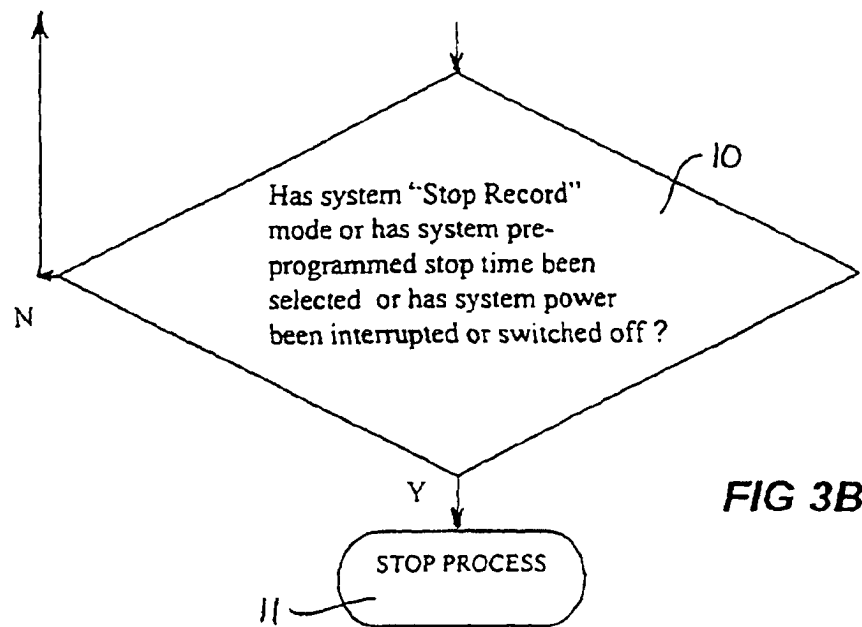 10
Has system "Stop Record"
mode or has system pre-
programmed stop time been
selected or has system power
been interrupted or switched off ?
N
Y
FIG 3B
STOP PROCESS
11